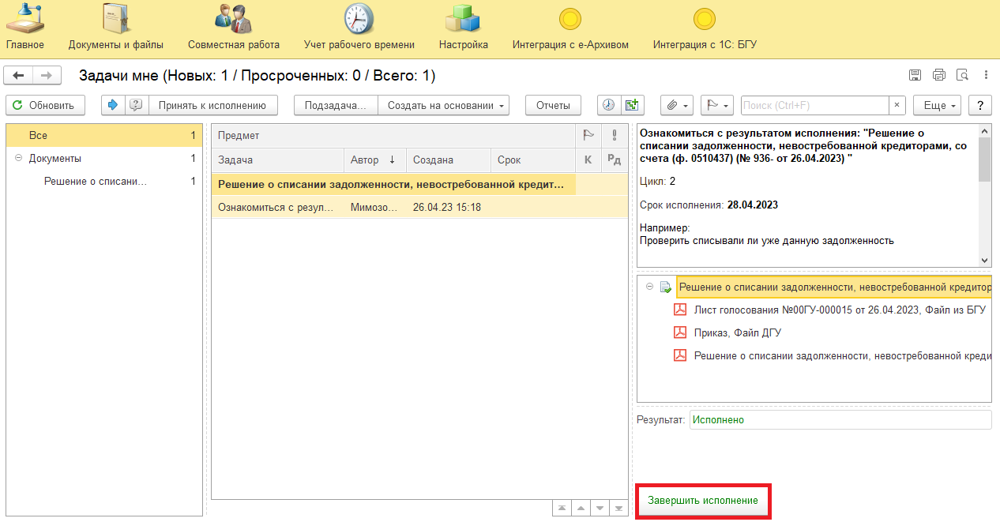 Главное
Документы и файлы
Совместная работа
Учет рабочего времени
Настройка
Интеграция с е-Архивом
Интеграция с 1С: БГУ
Задачи мне (Новых: 1 / Просроченных: 0 / Всего: 1)
Обновить
Принять к исполнению
Подзадача...
Создать на основании
Отчеты
Поиск (Ctrl+F)
×
Еще
?
Все 1
Документы 1
Решение о списани... 1
Предмет
Задача Автор ↓ Создана Срок К Рд
Решение о списании задолженности, невостребованной кредит...
Ознакомиться с резул... Мимозо... 26.04.23 15:18
Ознакомиться с результатом исполнения: "Решение о
списании задолженности, невостребованной кредиторами, со
счета (ф. 0510437) (№ 936- от 26.04.2023) "
Цикл: 2
Срок исполнения: 28.04.2023
Например:
Проверить списывали ли уже данную задолженность
Решение о списании задолженности, невостребованной кредитор
Лист голосования №00ГУ-000015 от 26.04.2023, Файл из БГУ
Приказ, Файл ДГУ
Решение о списании задолженности, невостребованной креди
Результат: Исполнено
Завершить исполнение